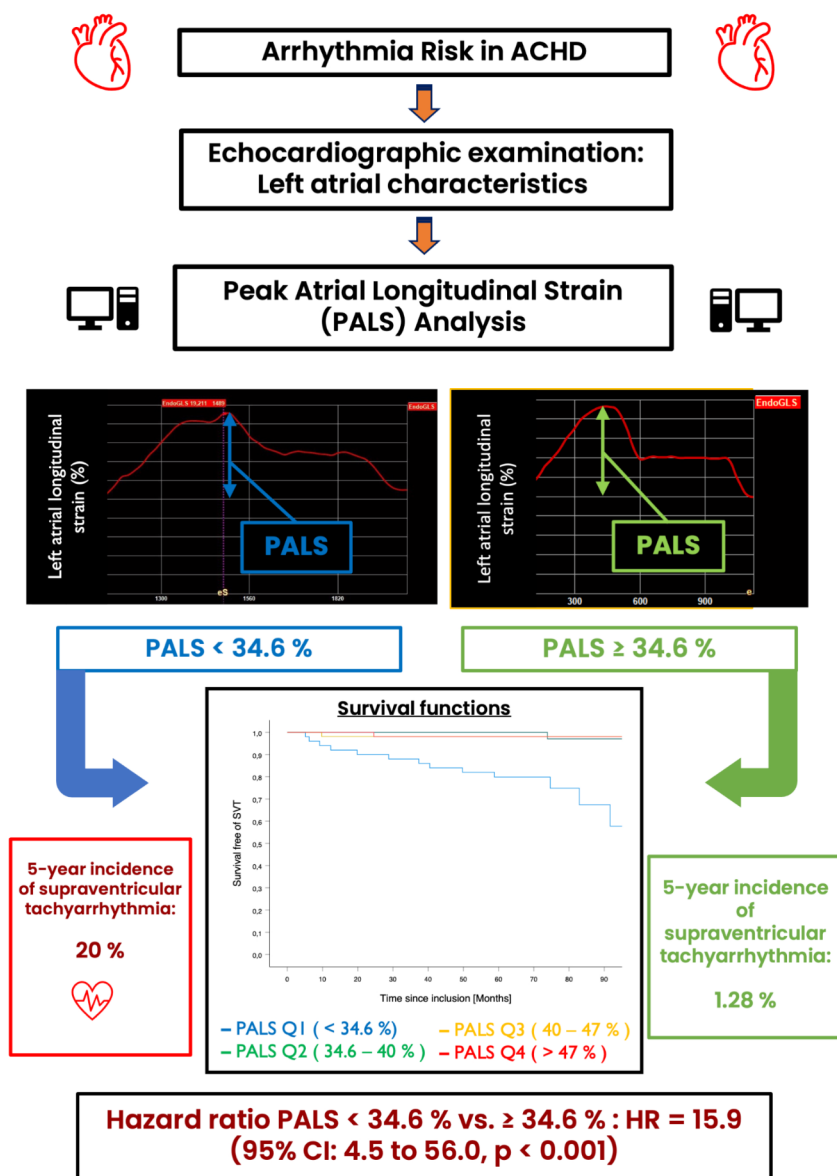 Arrhythmia Risk in ACHD
Echocardiographic examination:
Left atrial characteristics
Peak Atrial Longitudinal Strain
(PALS) Analysis
EndoGLS 19,211 1489
EndoGLS
Left atrial longitudinal
strain (%)
PALS
eS
1300
1560
1820
EndoGLS
Left atrial longitudinal
strain (%)
PALS
e
300
600
900
PALS < 34.6 %
PALS ≥ 34.6 %
Survival functions
1,0
0,9
0,8
0,7
0,6
0,5
0,4
0,3
0,2
0,1
0,0
Survival free of SVT
0
10
20
30
40
50
60
70
80
90
Time since inclusion [Months]
– PALS Q1 ( < 34.6 %)
– PALS Q3 ( 40 – 47 % )
– PALS Q2 ( 34.6 – 40 % )
– PALS Q4 ( > 47 % )
5-year incidence
of supraventricular
tachyarrhythmia:
20 %
5-year incidence
of
supraventricular
tachyarrhythmia:
1.28 %
Hazard ratio PALS < 34.6 % vs. ≥ 34.6 % : HR = 15.9
(95% CI: 4.5 to 56.0, p < 0.001)